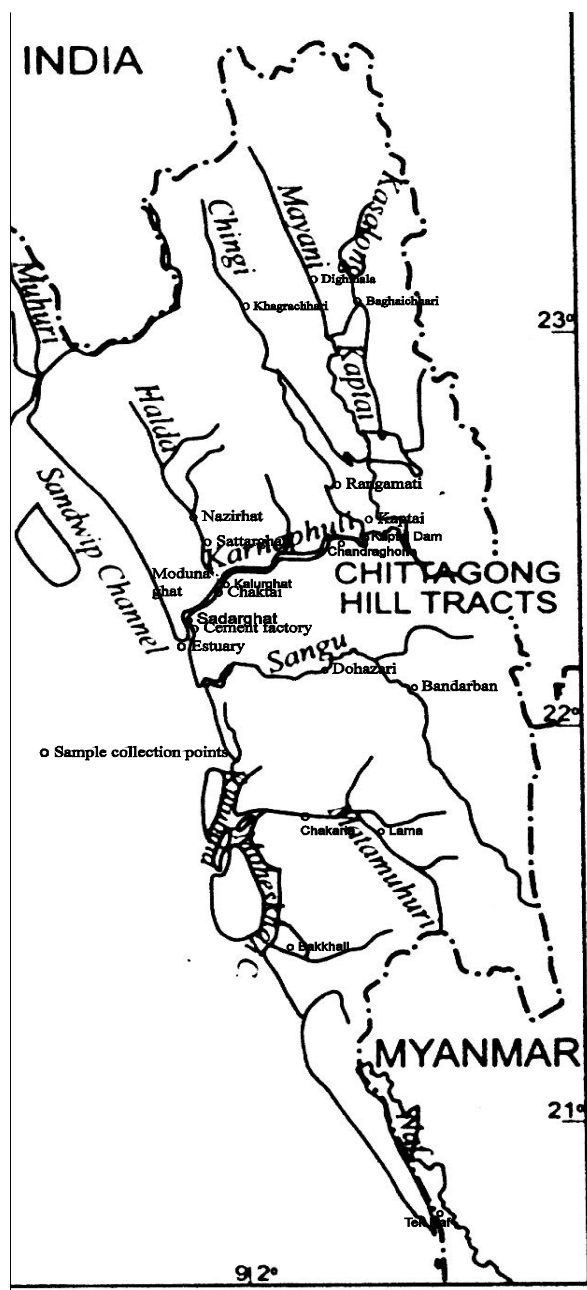 INDIA
Kasalong
Mayani
Chingi
Muhuri
Dighinala
Baghaichhari
Khagrachhari
23°
Kaptai
Halda
Rangamati
Sandwip Channel
Nazirhat
Kaptai
Sattarghat
Karnaphuli
Kaptai Dam
Chandraghona
Moduna
ghat
Kalurghat
Chaktai
CHITTAGONG
HILL TRACTS
Sadarghat
Cement factory
Estuary
Sangu
Dohazari
Bandarban
22°
Sample collection points
Chakaria
Lama
Matamuhuri
Bakkhali
C
MYANMAR
21°
Naf
92°